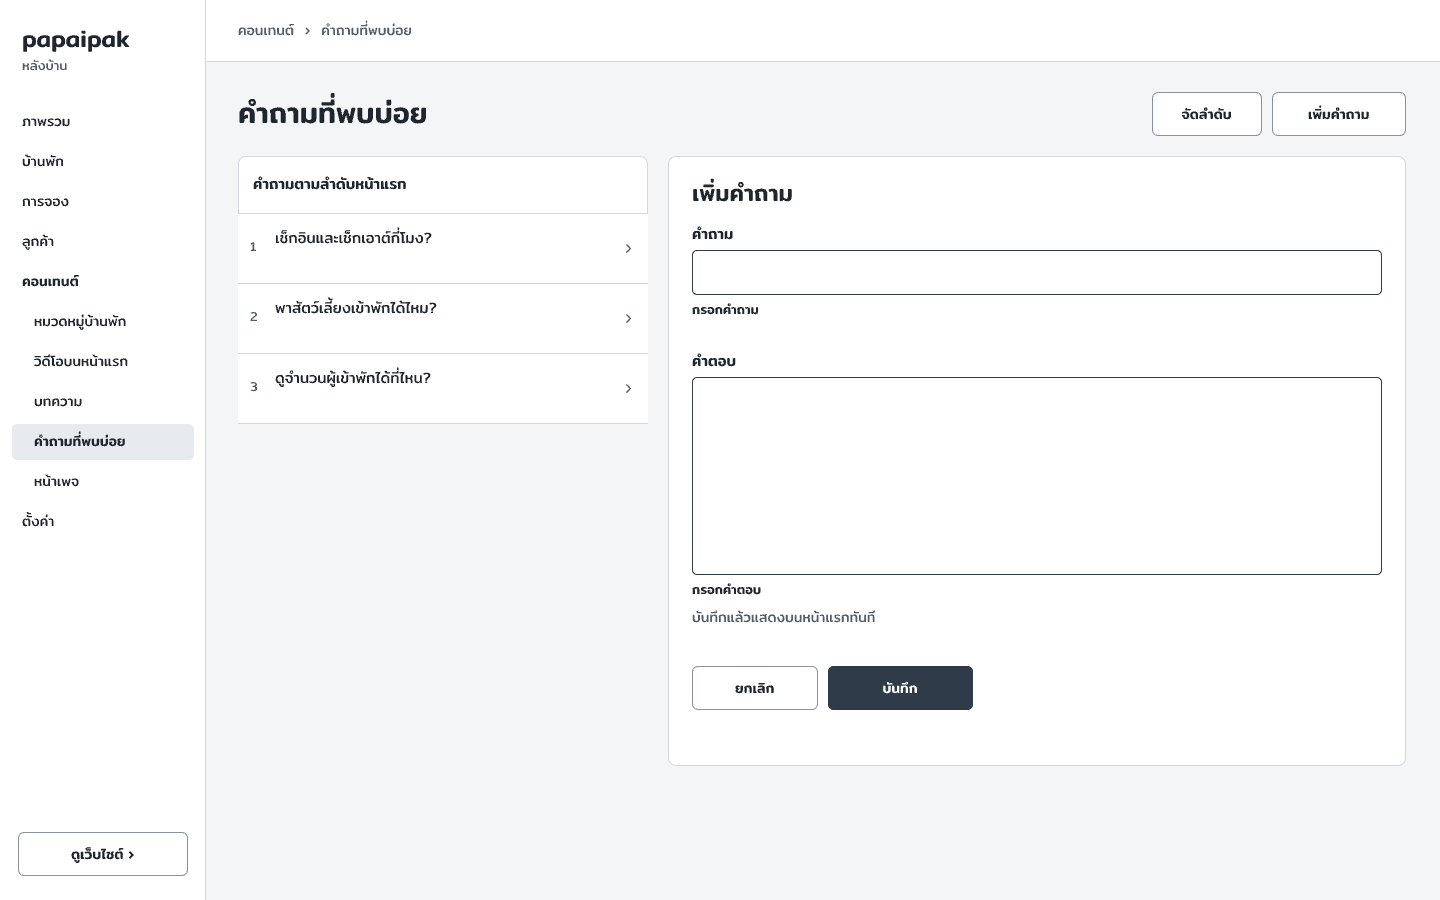 papaipak
หลังบ้าน
ภาพรวม
บ้านพัก
การจอง
ลูกค้า
คอนเทนต์
หมวดหมู่บ้านพัก
วิดีโอบนหน้าแรก
บทความ
คำถามที่พบบ่อย
หน้าเพจ
ตั้งค่า
ดูเว็บไซต์ ›
คอนเทนต์ › คำถามที่พบบ่อย
คำถามที่พบบ่อย
จัดลำดับ
เพิ่มคำถาม
คำถามตามลำดับหน้าแรก
1 เช็กอินและเช็กเอาต์กี่โมง? ›
2 พาสัตว์เลี้ยงเข้าพักได้ไหม? ›
3 ดูจำนวนผู้เข้าพักได้ที่ไหน? ›
เพิ่มคำถาม
คำถาม
กรอกคำถาม
คำตอบ
กรอกคำตอบ
บันทึกแล้วแสดงบนหน้าแรกทันที
ยกเลิก
บันทึก